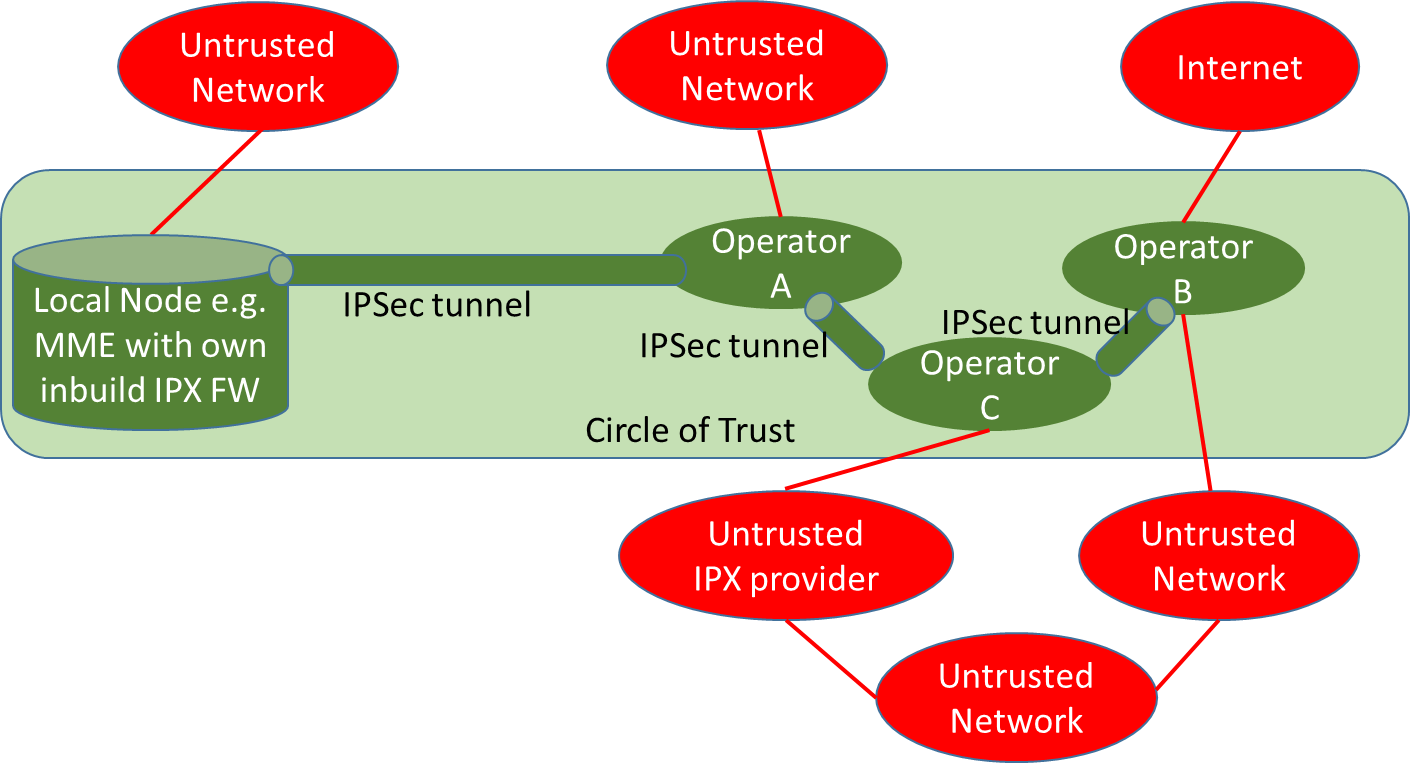 Untrusted
Network
Untrusted
Network
Internet
Operator
A
Operator
B
Local Node e.g.
MME with own
inbuild IPX FW
IPSec tunnel
IPSec tunnel
IPSec tunnel
Operator
C
Circle of Trust
Untrusted
IPX provider
Untrusted
Network
Untrusted
Network